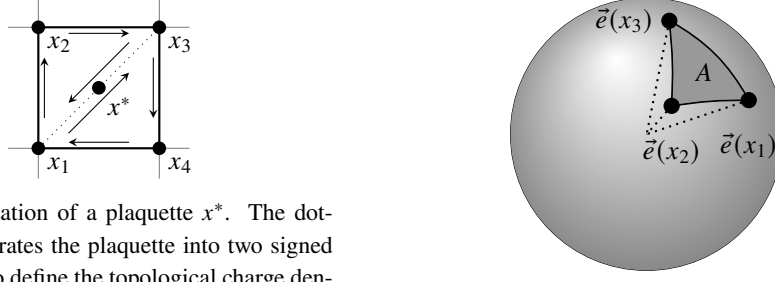 x₂ x₃
x*
x₁ x₄
ation of a plaquette x*. The dot-
rates the plaquette into two signed
o define the topological charge den-
e⃗(x₃)
A
e⃗(x₂) e⃗(x₁)